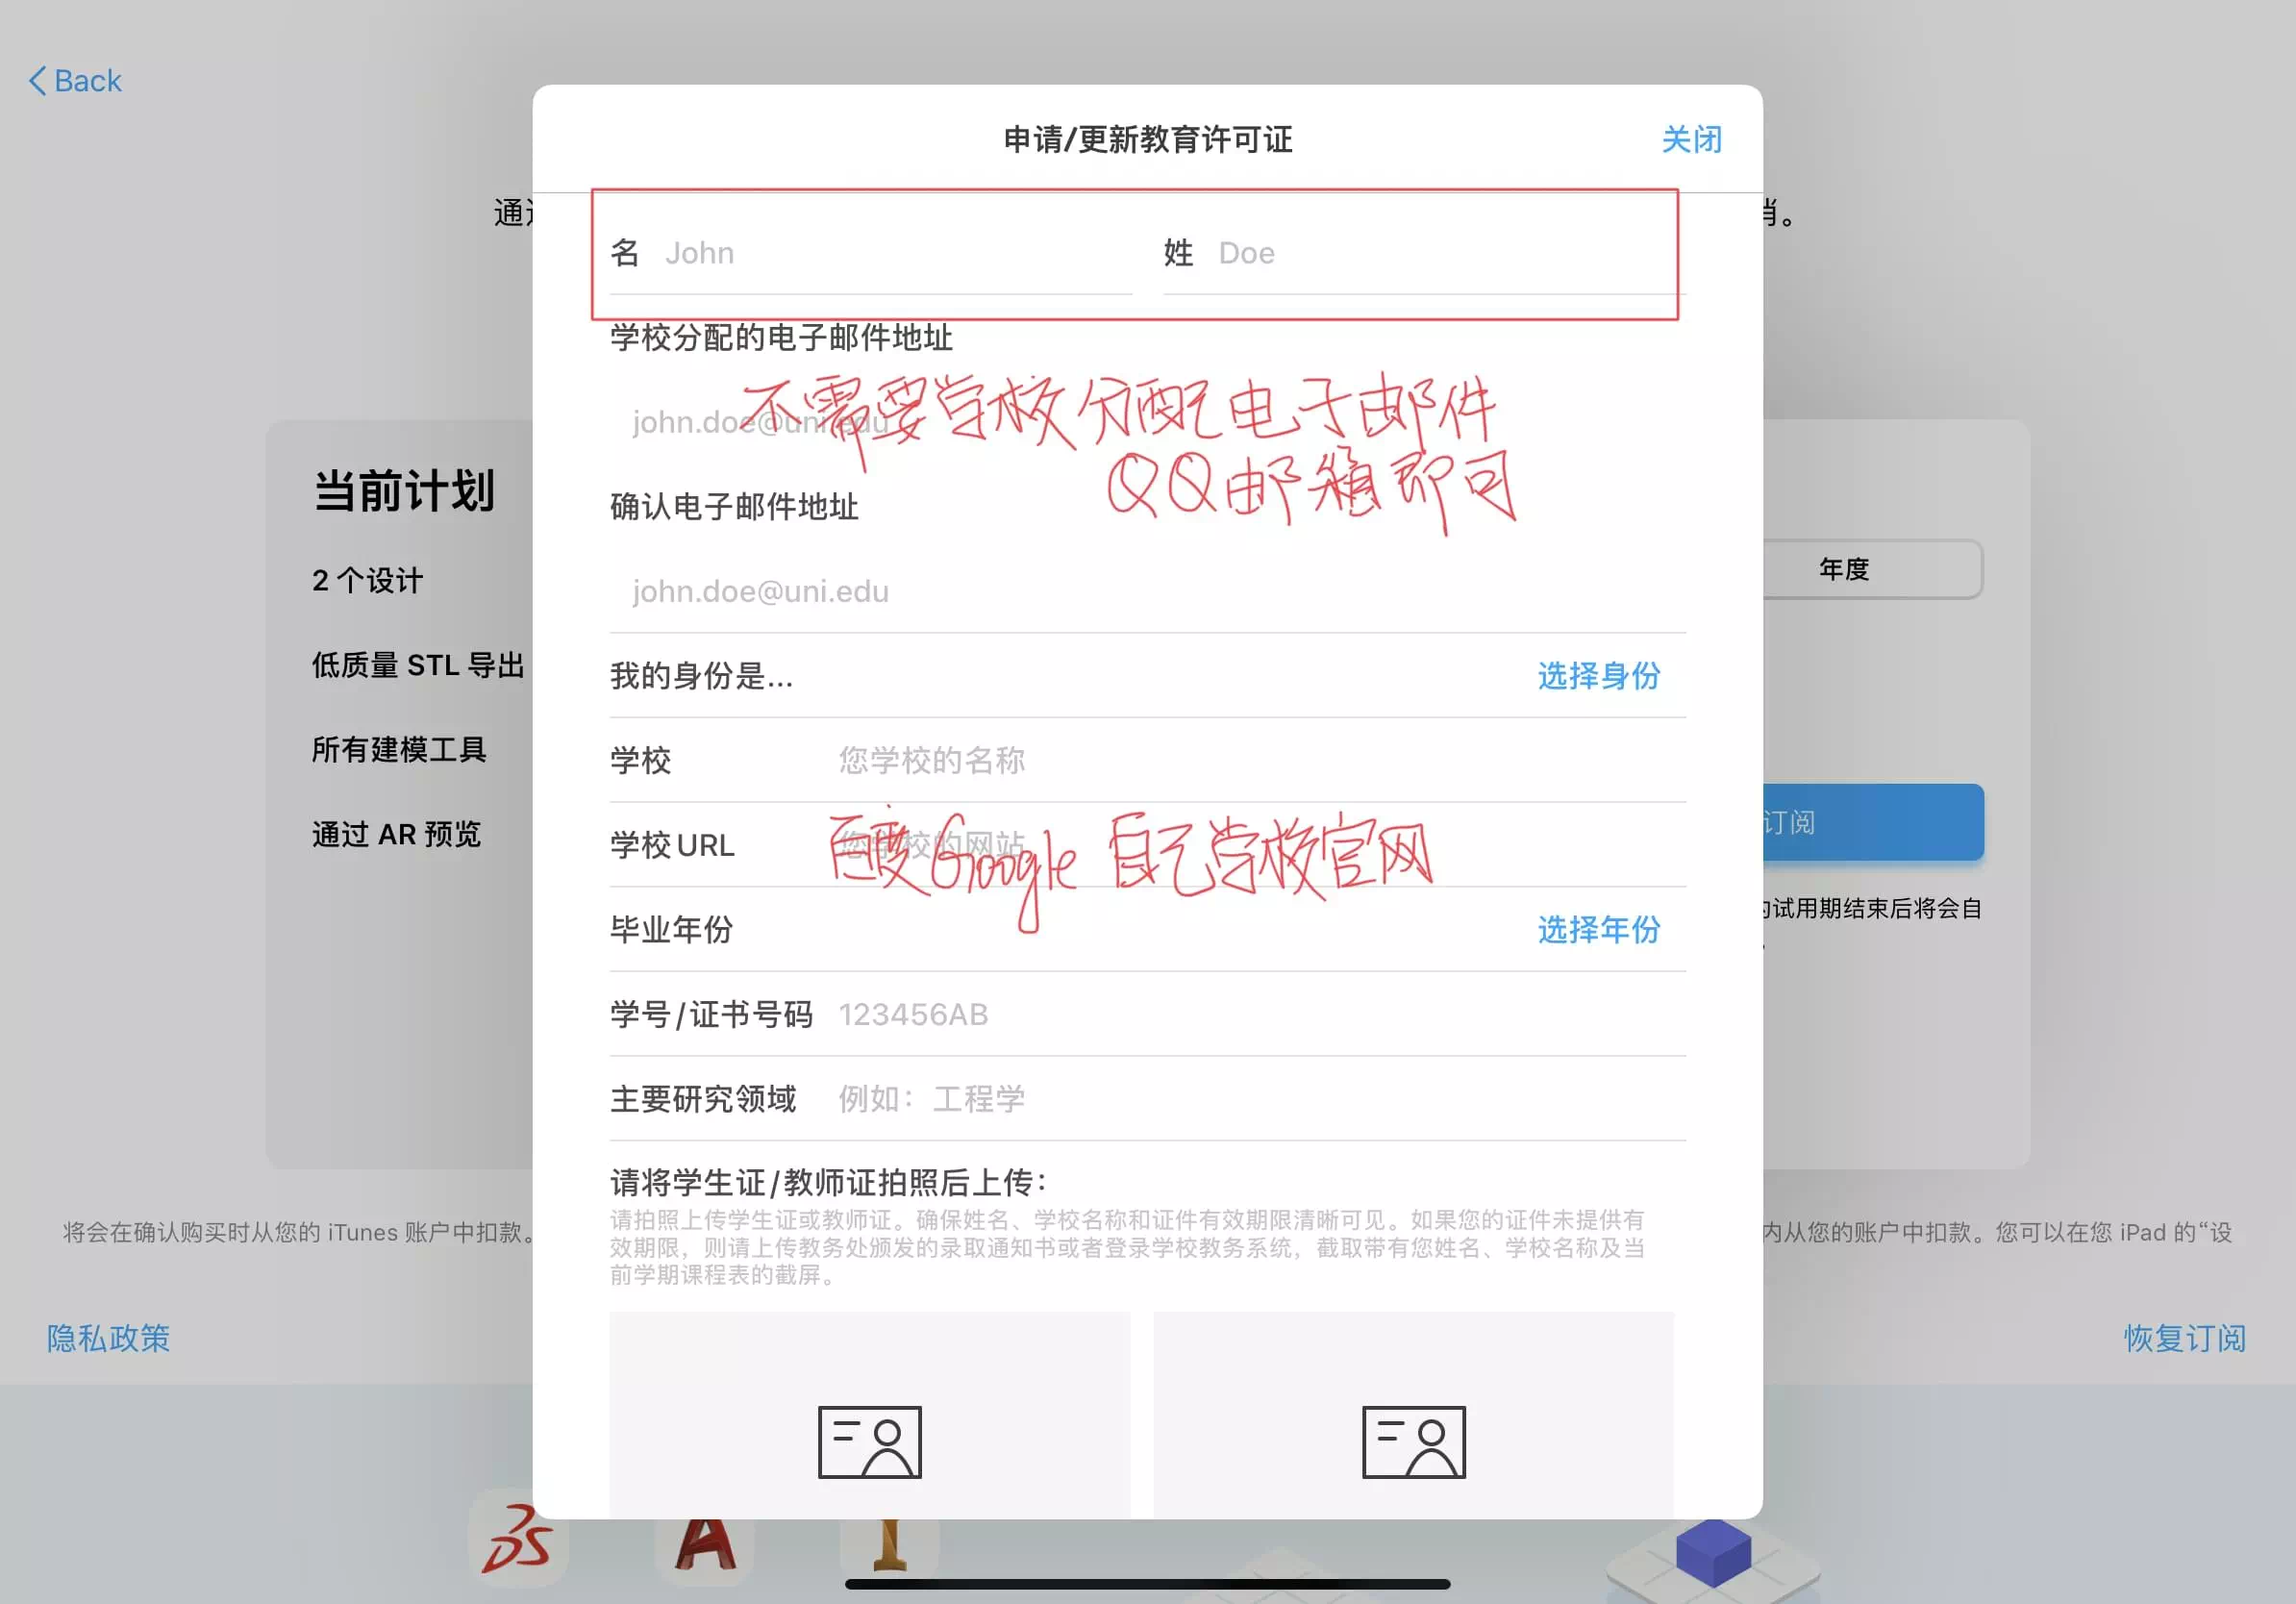 Back
申请/更新教育许可证
关闭
通
肖。
名 John
姓 Doe
学校分配的电子邮件地址
john.doe@uni.edu
不需要学校分配电子邮件
QQ邮箱即可
确认电子邮件地址
john.doe@uni.edu
当前计划
2 个设计
低质量 STL 导出
所有建模工具
通过 AR 预览
年度
订阅
的试用期结束后将会自
我的身份是...
选择身份
学校 您学校的名称
学校URL 您学校的网站
百度Google 自己学校官网
毕业年份
选择年份
学号/证书号码 123456AB
主要研究领域 例如：工程学
请将学生证/教师证拍照后上传：
请拍照上传学生证或教师证。确保姓名、学校名称和证件有效期限清晰可见。如果您的证件未提供有
效期限，则请上传教务处颁发的录取通知书或者登录学校教务系统，截取带有您姓名、学校名称及当
前学期课程表的截屏。
将会在确认购买时从您的 iTunes 账户中扣款。
内从您的账户中扣款。您可以在您 iPad 的“设
隐私政策
恢复订阅